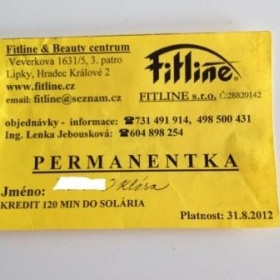 Fitline & Beauty centrum
Veverkova 1631/5, 3. patro
Lipky, Hradec Králové 2
www.fitline.cz
email: fitline@seznam.cz
Fitline®
FITLINE s.r.o. Č:28820142
objednávky - informace: ☎731 491 914, 498 500 431
Ing. Lenka Jebousková: ☎604 898 254
PERMANENTKA
Jméno: Klára
KREDIT 120 MIN DO SOLÁRIA
Platnost: 31.8.2012